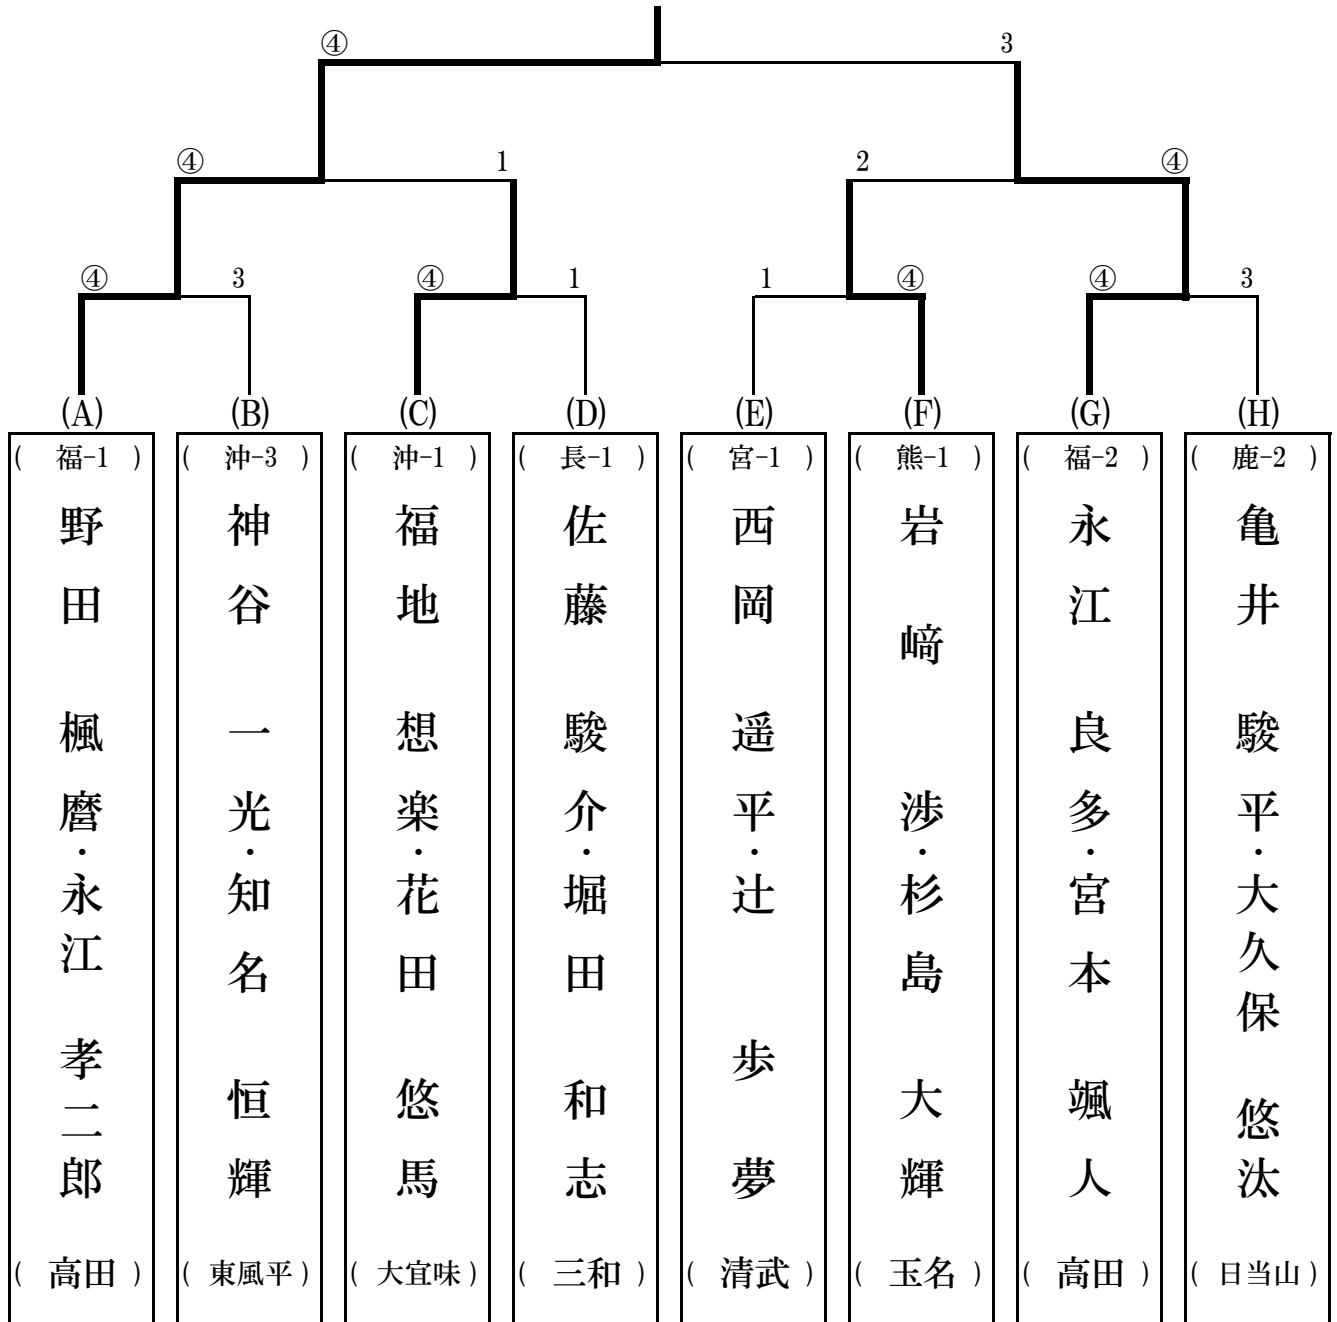 ④ 3
④ 1 2 ④
④ 3 ④ 1 1 ④ ④ 3
(A) (B) (C) (D) (E) (F) (G) (H)
( 福-1 ) ( 沖-3 ) ( 沖-1 ) ( 長-1 ) ( 宮-1 ) ( 熊-1 ) ( 福-2 ) ( 鹿-2 )
野田 楓磨・永江 孝二郎
神谷 一光・知名 恒輝
福地 想楽・花田 悠馬
佐藤 駿介・堀田 和志
西岡 遥平・辻 歩夢
岩﨑 渉・杉島 大輝
永江 良多・宮本 颯人
亀井 駿平・大久保 悠汰
( 高田 ) ( 東風平 ) ( 大宜味 ) ( 三和 ) ( 清武 ) ( 玉名 ) ( 高田 ) ( 日当山 )